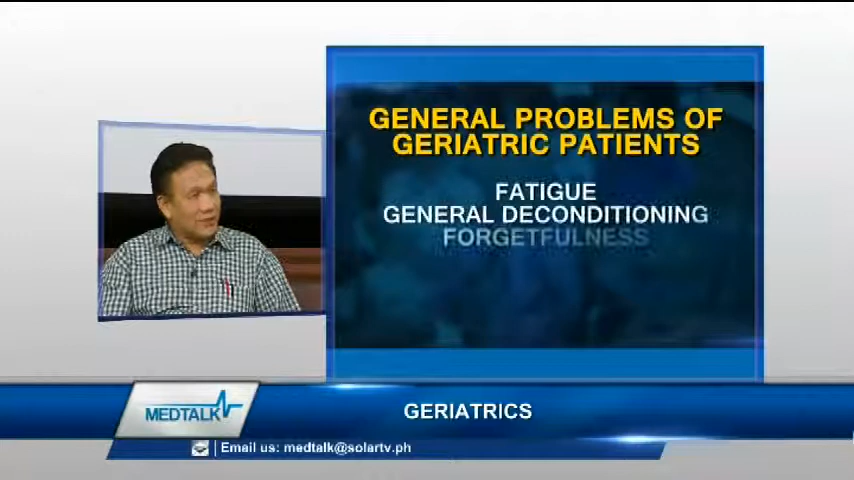 GENERAL PROBLEMS OF
GERIATRIC PATIENTS
FATIGUE
GENERAL DECONDITIONING
FORGETFULNESS
MEDTALK
GERIATRICS
Email us: medtalk@solartv.ph